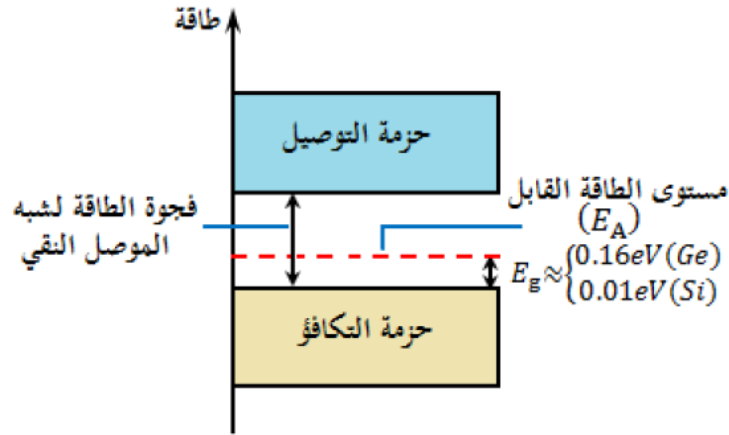 طاقة
حزمة التوصيل
مستوى الطاقة القابل
(E_A)
فجوة الطاقة لشبه
الموصل النقي
E_g≈{0.16eV(Ge)
0.01eV(Si)
حزمة التكافؤ